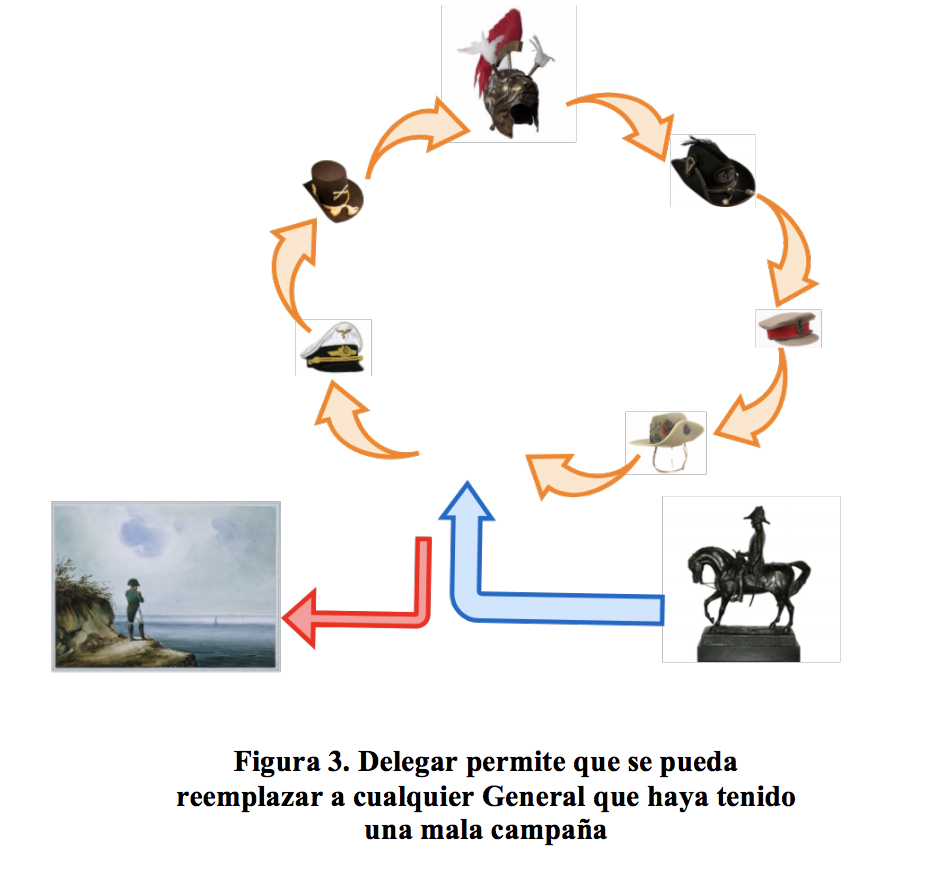 Figura 3. Delegar permite que se pueda
reemplazar a cualquier General que haya tenido
una mala campaña